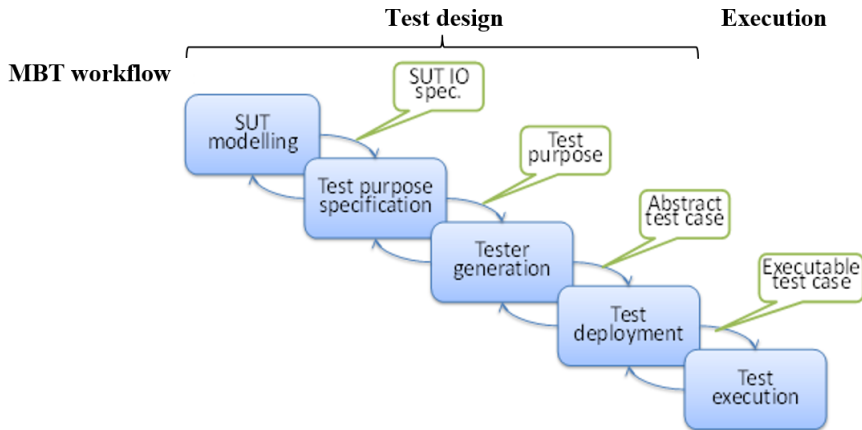 Test design
Execution
MBT workflow
SUT IO
spec.
SUT
modelling
Test
purpose
Test purpose
specification
Abstract
test case
Tester
generation
Executable
test case
Test
deployment
Test
execution